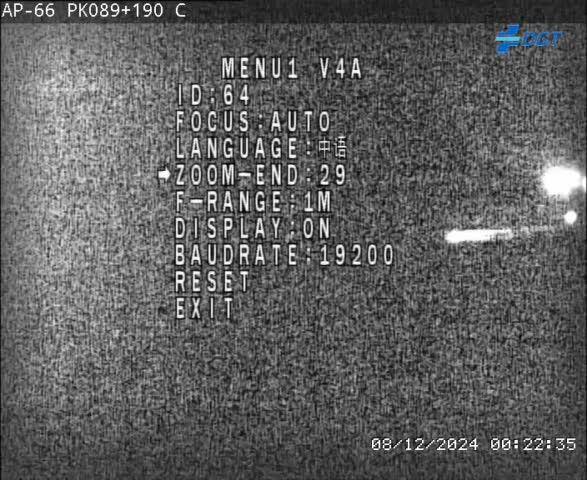 AP-66 PK089+190 C
DGT
MENU1 V4A
ID:64
FOCUS:AUTO
LANGUAGE:中语
ZOOM-END:29
F-RANGE:1M
DISPLAY:ON
BAUDRATE:19200
RESET
EXIT
08/12/2024 00:22:35